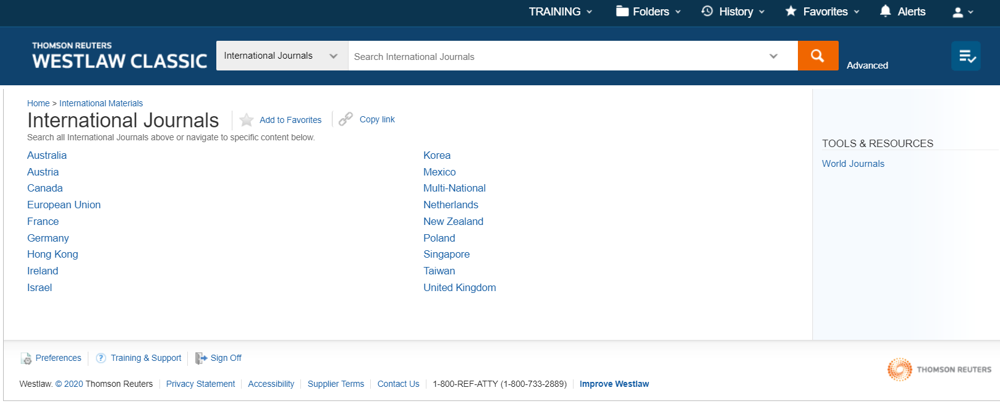 TRAINING Folders History Favorites Alerts
THOMSON REUTERS
WESTLAW CLASSIC
International Journals Search International Journals Advanced
Home > International Materials
International Journals Add to Favorites Copy link
Search all International Journals above or navigate to specific content below.
Australia
Austria
Canada
European Union
France
Germany
Hong Kong
Ireland
Israel
Korea
Mexico
Multi-National
Netherlands
New Zealand
Poland
Singapore
Taiwan
United Kingdom
TOOLS & RESOURCES
World Journals
Preferences ? Training & Support Sign Off
THOMSON REUTERS
Westlaw. © 2020 Thomson Reuters Privacy Statement Accessibility Supplier Terms Contact Us 1-800-REF-ATTY (1-800-733-2889) Improve Westlaw